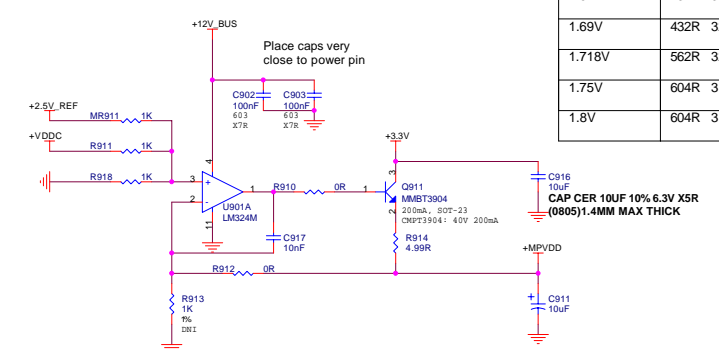 +12V_BUS
Place caps very
close to power pin
1.69V 432R 3
1.718V 562R 3
1.75V 604R 3
1.8V 604R 3
C902 C903
100nF 100nF
603 603
X7R X7R
+2.5V_REF
MR911 1K
+VDDC
R911 1K
R918 1K
+3.3V
4
3 +
2 -
1
11
U901A
LM324M
R910 0R
1
3
2
Q911
MMBT3904
200mA, SOT-23
CMPT3904: 40V 200mA
C916
10uF
CAP CER 10UF 10% 6.3V X5R
(0805)1.4MM MAX THICK
C917
10nF
R914
4.99R
+MPVDD
R912 0R
R913
1K
1%
DNI
+ C911
10uF